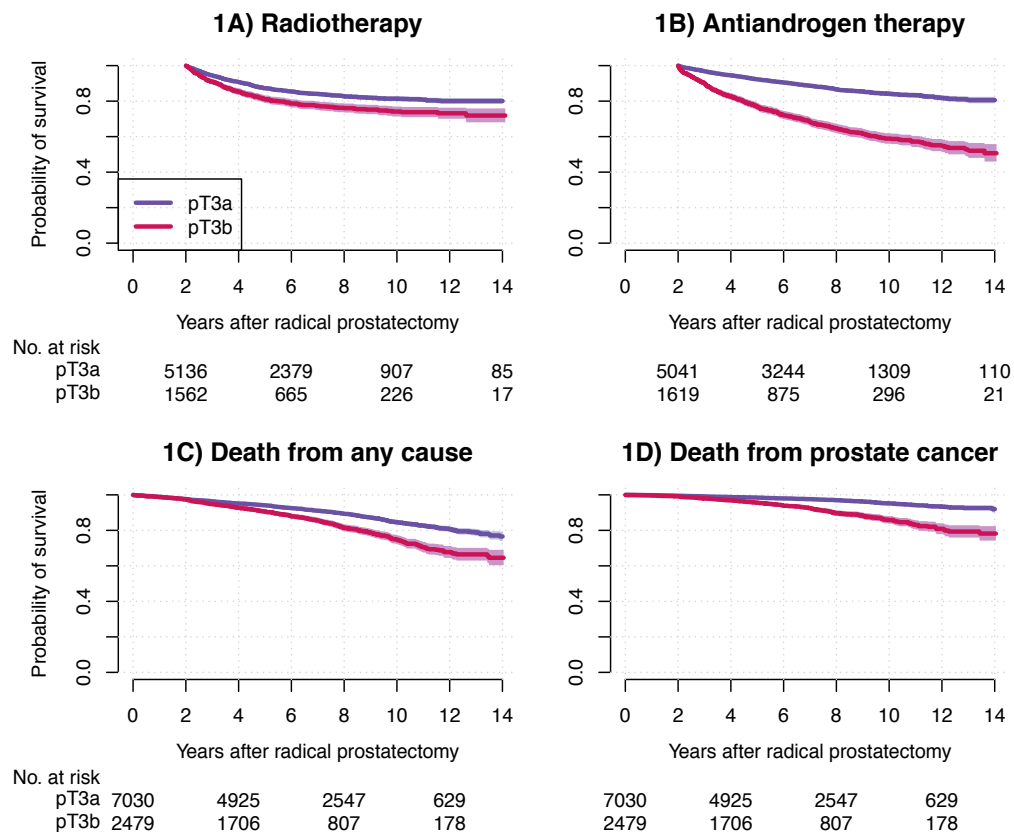 1A) Radiotherapy
Probability of survival
0.8
0.4
0.0
pT3a
pT3b
0 2 4 6 8 10 12 14
Years after radical prostatectomy
No. at risk
pT3a 5136 2379 907 85
pT3b 1562 665 226 17
1B) Antiandrogen therapy
0.8
0.4
0.0
0 2 4 6 8 10 12 14
Years after radical prostatectomy
5041 3244 1309 110
1619 875 296 21
1C) Death from any cause
Probability of survival
0.8
0.4
0.0
0 2 4 6 8 10 12 14
Years after radical prostatectomy
No. at risk
pT3a 7030 4925 2547 629
pT3b 2479 1706 807 178
1D) Death from prostate cancer
0.8
0.4
0.0
0 2 4 6 8 10 12 14
Years after radical prostatectomy
7030 4925 2547 629
2479 1706 807 178